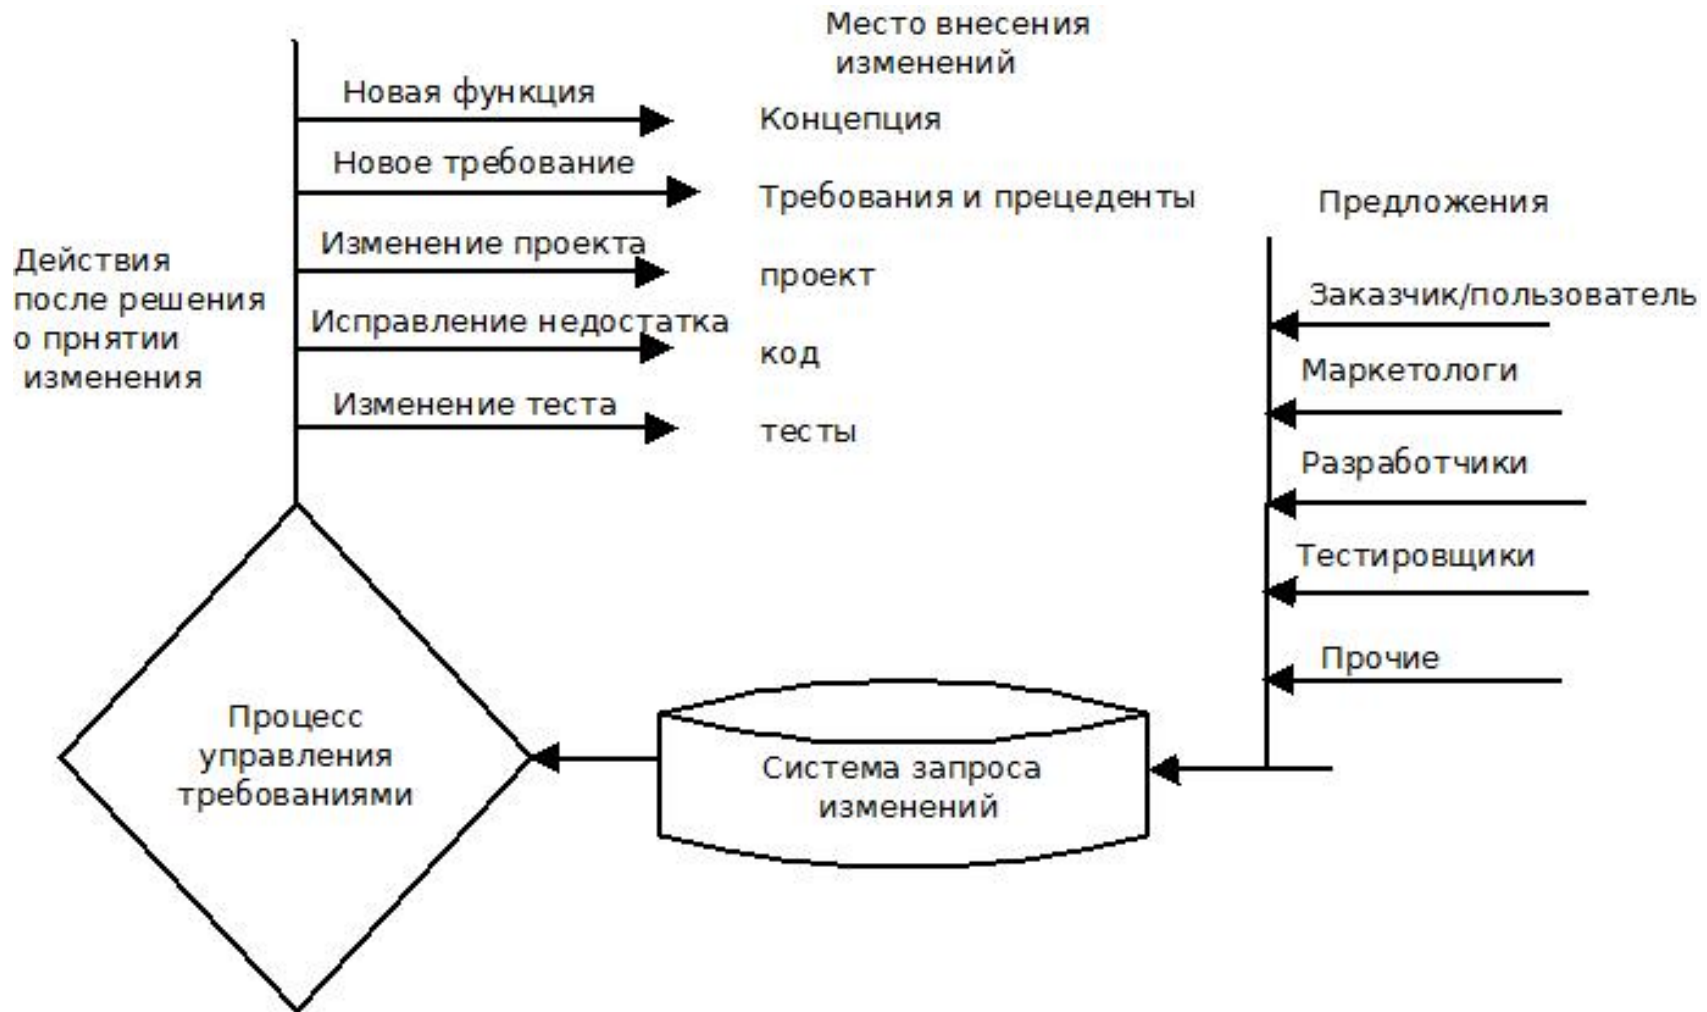 Место внесения
изменений
Новая функция
Концепция
Новое требование
Требования и прецеденты
Изменение проекта
проект
Исправление недостатка
код
Изменение теста
тесты
Действия
после решения
о прнятии
изменения
Предложения
Заказчик/пользователь
Маркетологи
Разработчики
Тестировщики
Прочие
Процесс
управления
требованиями
Система запроса
изменений